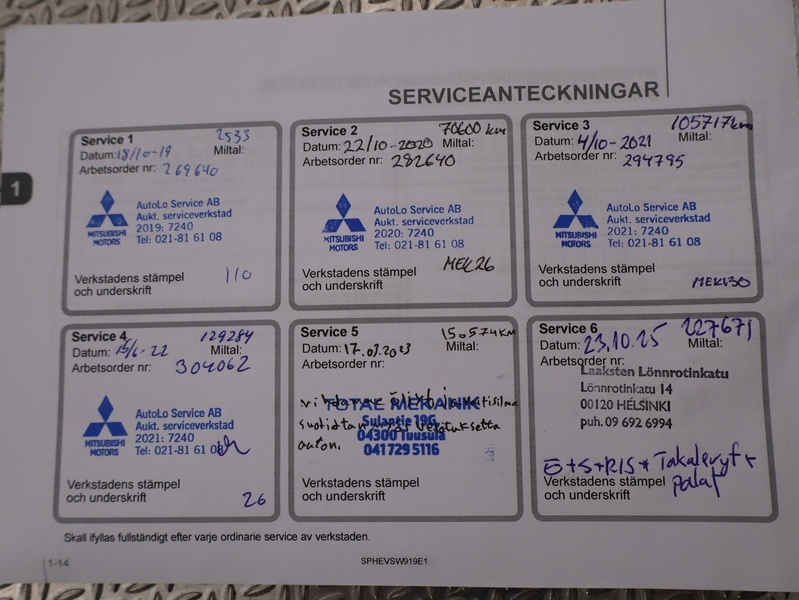 SERVICEANTECKNINGAR
1
Service 1 2533
Datum: 18/10-19 Miltal:
Arbetsorder nr: 269640
MITSUBISHI MOTORS
AutoLo Service AB
Aukt. serviceverkstad
2019: 7240
Tel: 021-81 61 08
Verkstadens stämpel
och underskrift
110
Service 2 70600 km
Datum: 22/10-2020 Miltal:
Arbetsorder nr: 282640
MITSUBISHI MOTORS
AutoLo Service AB
Aukt. serviceverkstad
2020: 7240
Tel: 021-81 61 08
Verkstadens stämpel
och underskrift
MEK26
Service 3 105717km
Datum: 4/10-2021 Miltal:
Arbetsorder nr: 294795
MITSUBISHI MOTORS
AutoLo Service AB
Aukt. serviceverkstad
2021: 7240
Tel: 021-81 61 08
Verkstadens stämpel
och underskrift
MEK130
Service 4 129284
Datum: 15/6-22 Miltal:
Arbetsorder nr: 304062
MITSUBISHI MOTORS
AutoLo Service AB
Aukt. serviceverkstad
2021: 7240
Tel: 021-81 61 08
Verkstadens stämpel
och underskrift
26
Service 5 150574KM
Datum: 17.07.2023 Miltal:
Arbetsorder nr:
TOTAL MEKANIK
Sulantie 19G
04300 Tuusula
041 729 5116
auton.
Verkstadens stämpel
och underskrift
Service 6 227671
Datum: 23.10.25 Miltal:
Arbetsorder nr:
Laaksten Lönnrotinkatu
Lönnrotinkatu 14
00120 HELSINKI
puh. 09 692 6994
Ö+S+RIS+Takalevyt+
palat
Verkstadens stämpel
och underskrift
Skall ifyllas fullständigt efter varje ordinarie service av verkstaden.
1-14
SPHEVSW919E1